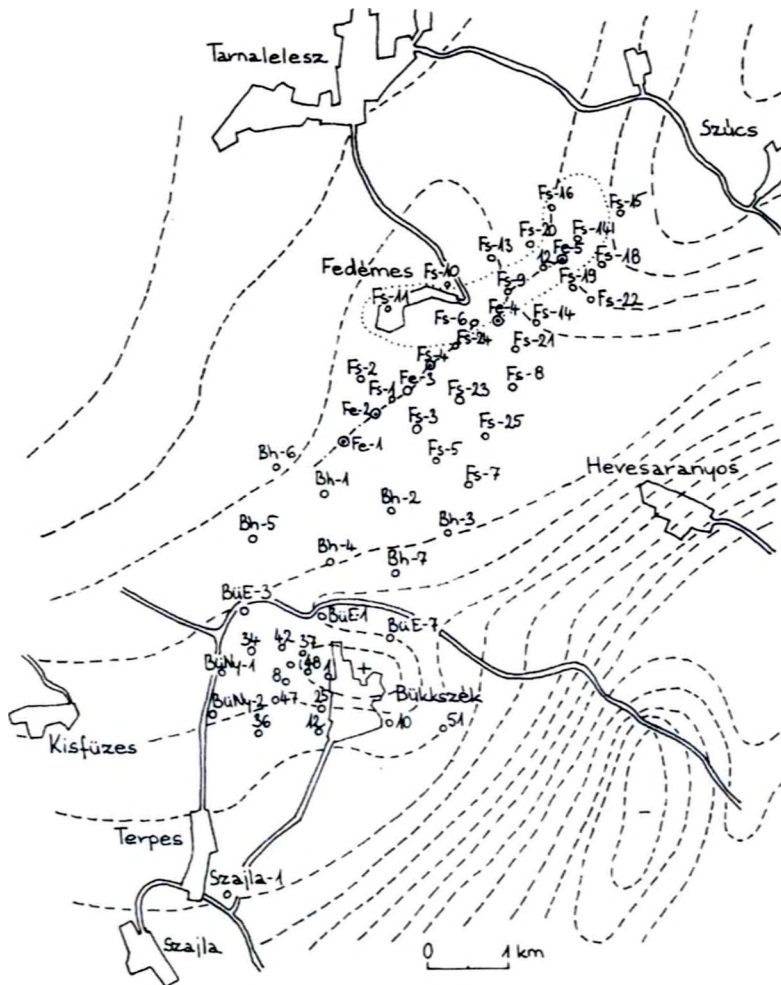 Tarnalelesz
Szúcs
Fs-16
Fs-15
Fs-20
Fs-14
Fs-13
Fe-5
Fedémes
Fs-10
12
Fs-18
Fs-9
Fs-19
Fs-11
Fe-4
Fs-22
Fs-6
Fs-14
Fs-24
Fs-21
Fs-4
Fs-2
Fe-3
Fs-8
Fs-1
Fs-23
Fe-2
Fs-3
Fs-25
Fe-1
Bh-6
Fs-5
Hevesaranyos
Fs-7
Bh-1
Bh-2
Bh-5
Bh-3
Bh-4
Bh-7
BüE-3
BüE-1
BüE-7
34
42
37
BüNy-1
48
1
+
8
BüNy-2
47
25
Bükkszék
36
12
10
51
Kisfüzes
Terpes
–
Szajla-1
Szajla
0 1 km